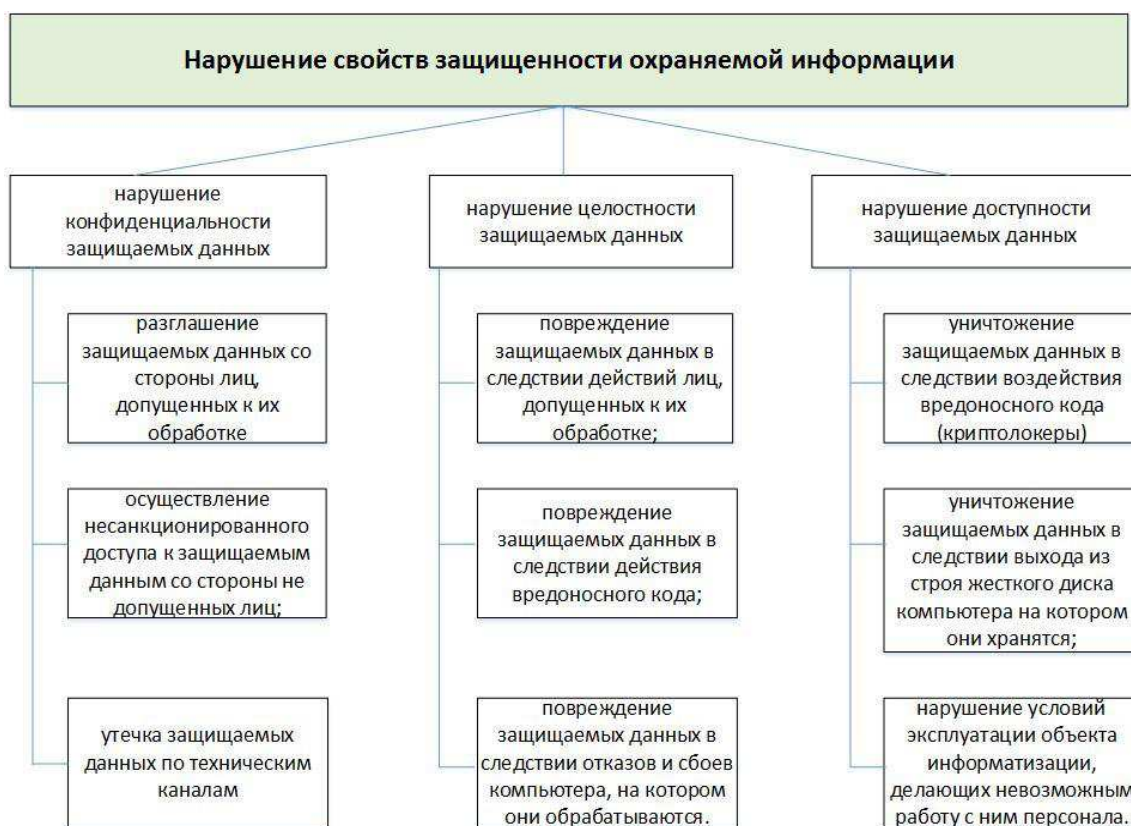 Нарушение свойств защищенности охраняемой информации
нарушение
конфиденциальности
защищаемых данных
разглашение
защищаемых данных со
стороны лиц,
допущенных к их
обработке
осуществление
несанкционированного
доступа к защищаемым
данным со стороны не
допущенных лиц;
утечка защищаемых
данных по техническим
каналам
нарушение целостности
защищаемых данных
повреждение
защищаемых данных в
следствии действий лиц,
допущенных к их
обработке;
повреждение
защищаемых данных в
следствии действия
вредоносного кода;
повреждение
защищаемых данных в
следствии отказов и сбоев
компьютера, на котором
они обрабатываются.
нарушение доступности
защищаемых данных
уничтожение
защищаемых данных в
следствии воздействия
вредоносного кода
(криптолокеры)
уничтожение
защищаемых данных в
следствии выхода из
строя жесткого диска
компьютера на котором
они хранятся;
нарушение условий
эксплуатации объекта
информатизации,
делающих невозможным
работу с ним персонала.